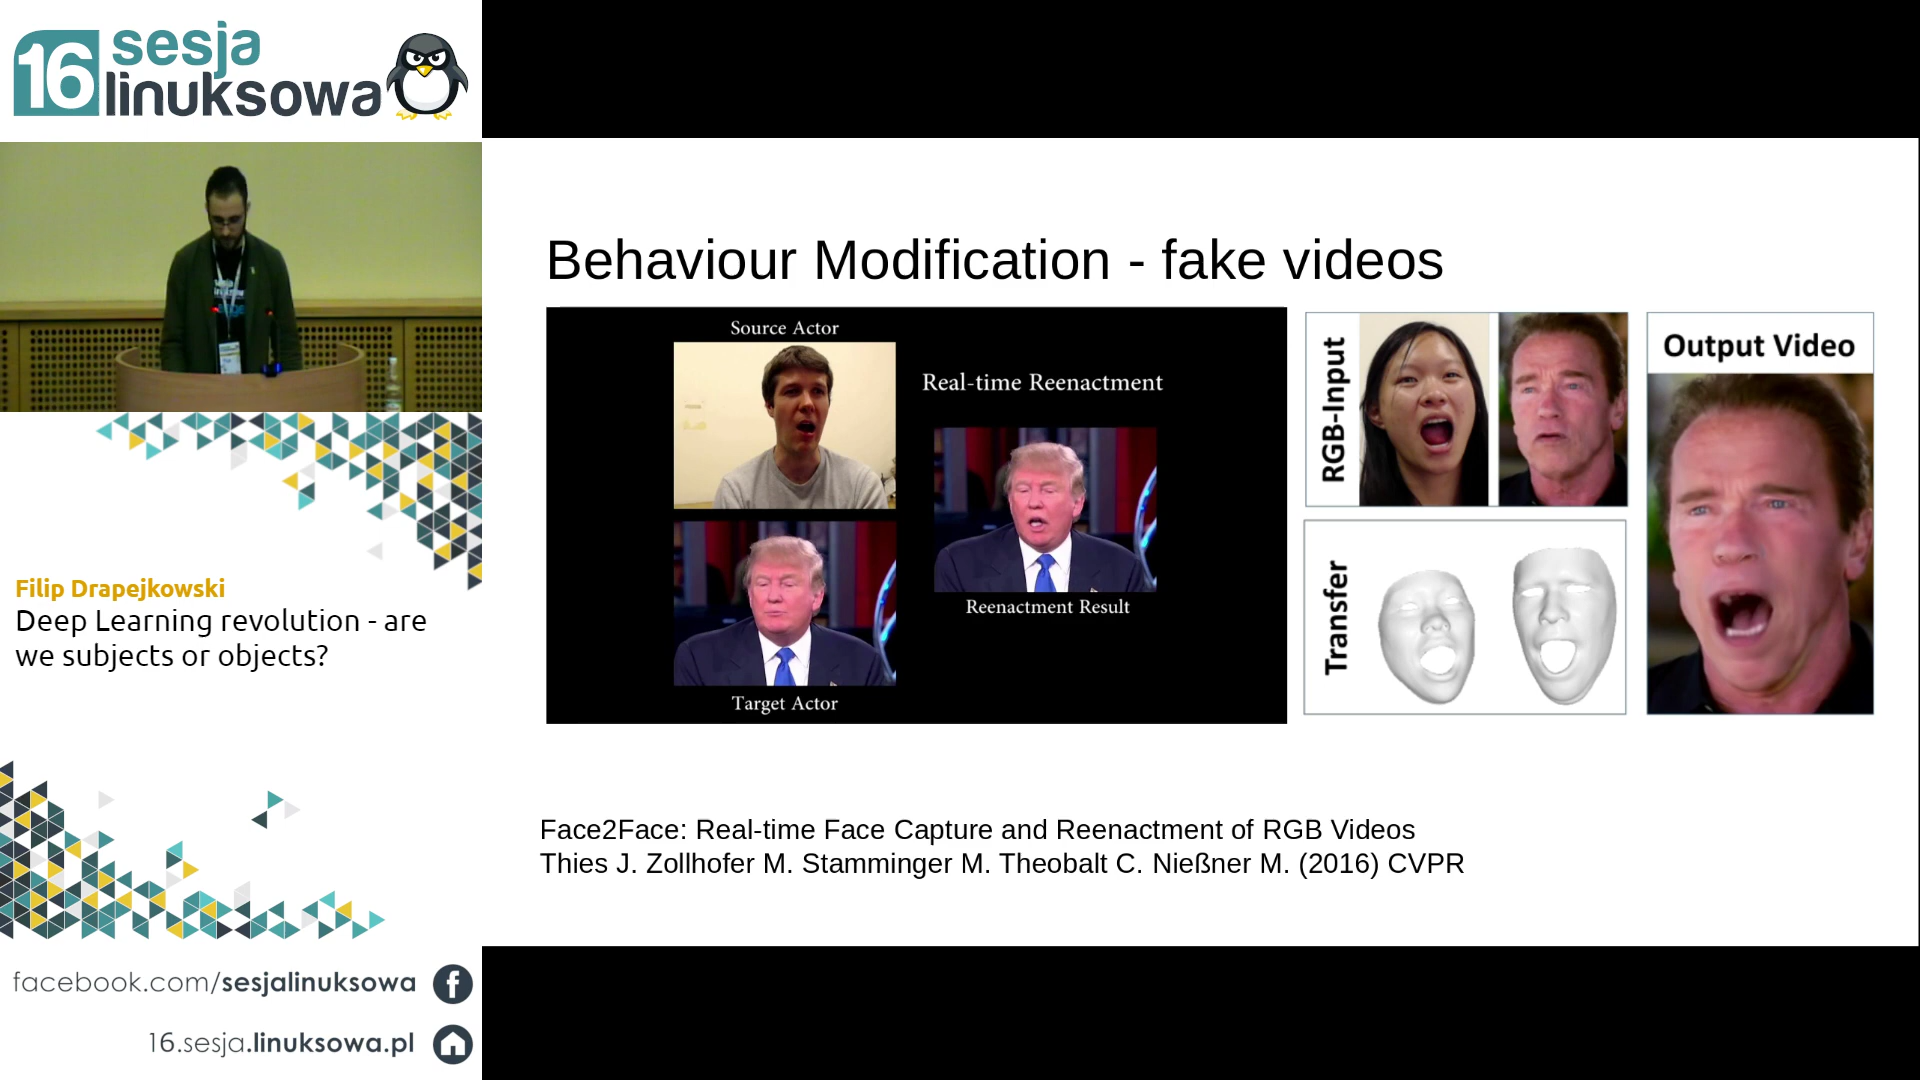 16 sesja
linuksowa
Filip Drapejkowski
Deep Learning revolution - are
we subjects or objects?
facebook.com/sesjalinuksowa
16.sesja.linuksowa.pl
Behaviour Modification - fake videos
Source Actor
Real-time Reenactment
Reenactment Result
Target Actor
RGB-Input
Transfer
Output Video
Face2Face: Real-time Face Capture and Reenactment of RGB Videos
Thies J. Zollhofer M. Stamminger M. Theobalt C. Nießner M. (2016) CVPR